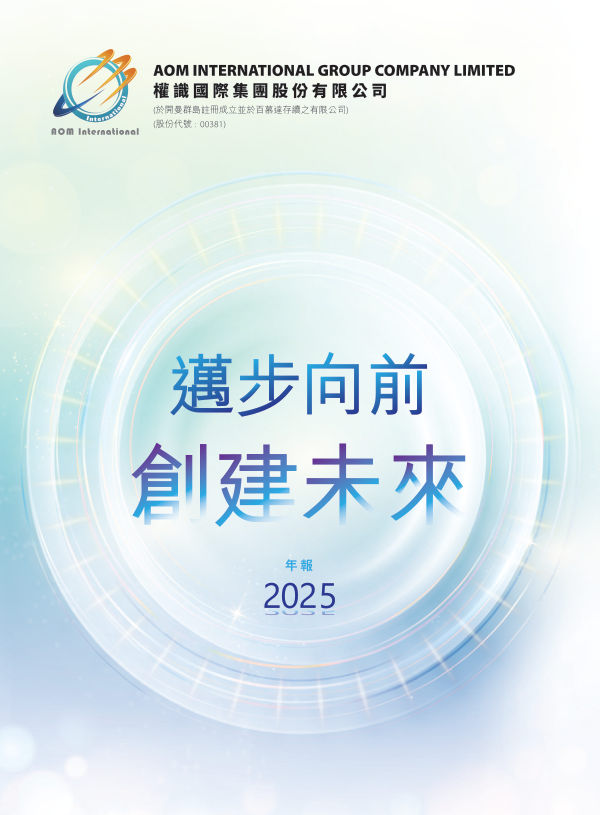 AOM INTERNATIONAL GROUP COMPANY LIMITED
權識國際集團股份有限公司
(於開曼群島註冊成立並於百慕達存續之有限公司)
(股份代號 : 00381)
International
AOM International
邁步向前
創建未來
年報
2025